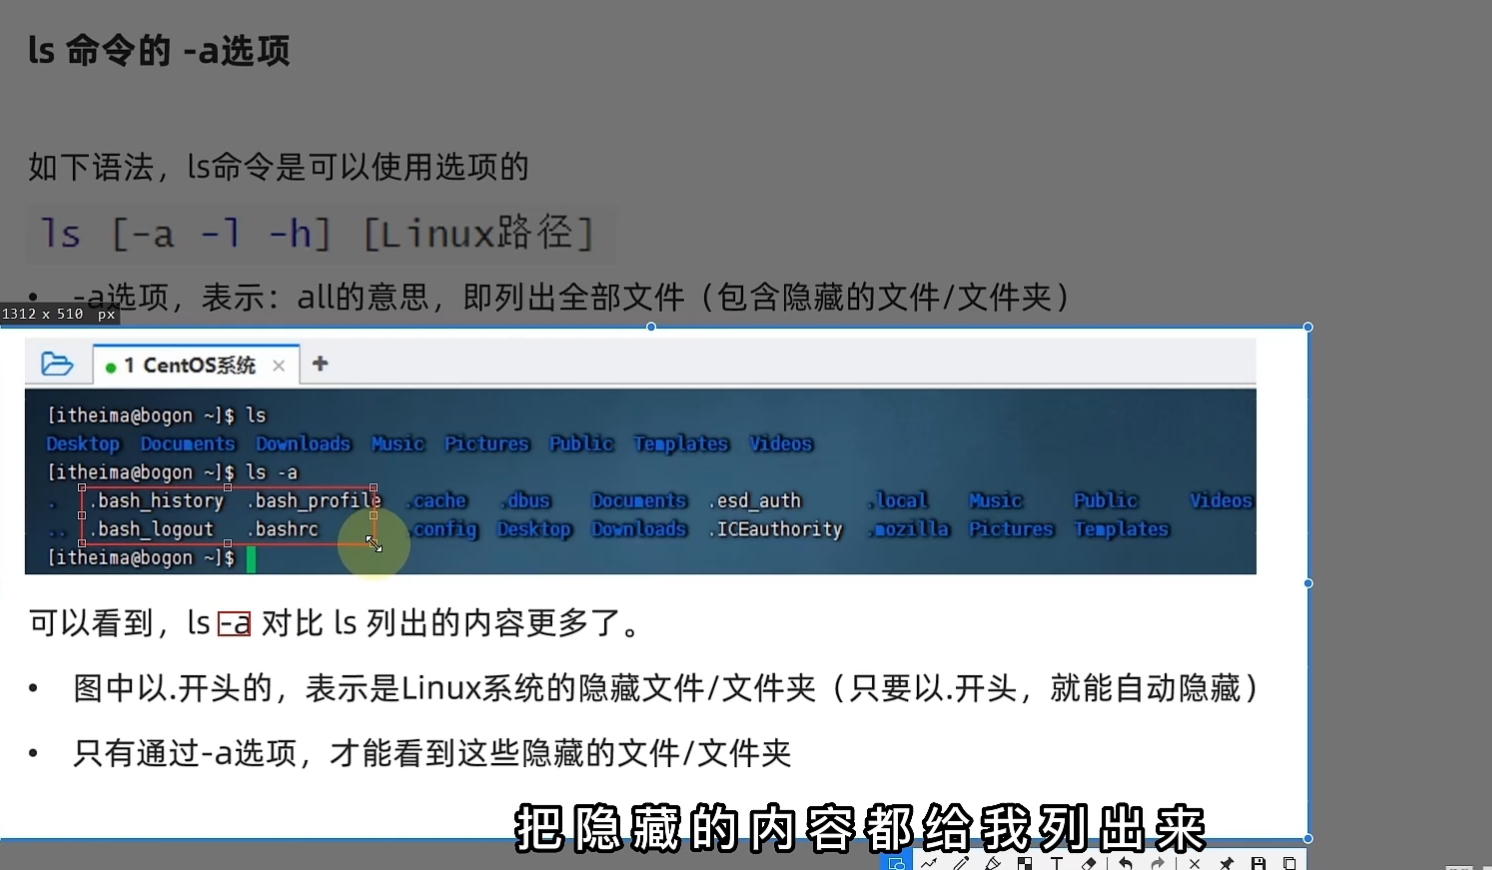 ls 命令的 -a选项
如下语法，ls命令是可以使用选项的
ls [-a -l -h] [Linux路径]
• -a选项，表示：all的意思，即列出全部文件（包含隐藏的文件/文件夹）
1312 x 510 px
1 CentOS系统 × +
[itheima@bogon ~]$ ls
Desktop Documents Downloads Music Pictures Public Templates Videos
[itheima@bogon ~]$ ls -a
. .bash_history .bash_profile .cache .dbus Documents .esd_auth .local Music Public Videos
.. .bash_logout .bashrc .config Desktop Downloads .ICEauthority .mozilla Pictures Templates
[itheima@bogon ~]$
可以看到，ls -a 对比 ls 列出的内容更多了。
• 图中以.开头的，表示是Linux系统的隐藏文件/文件夹（只要以.开头，就能自动隐藏）
• 只有通过-a选项，才能看到这些隐藏的文件/文件夹
把隐藏的内容都给我列出来